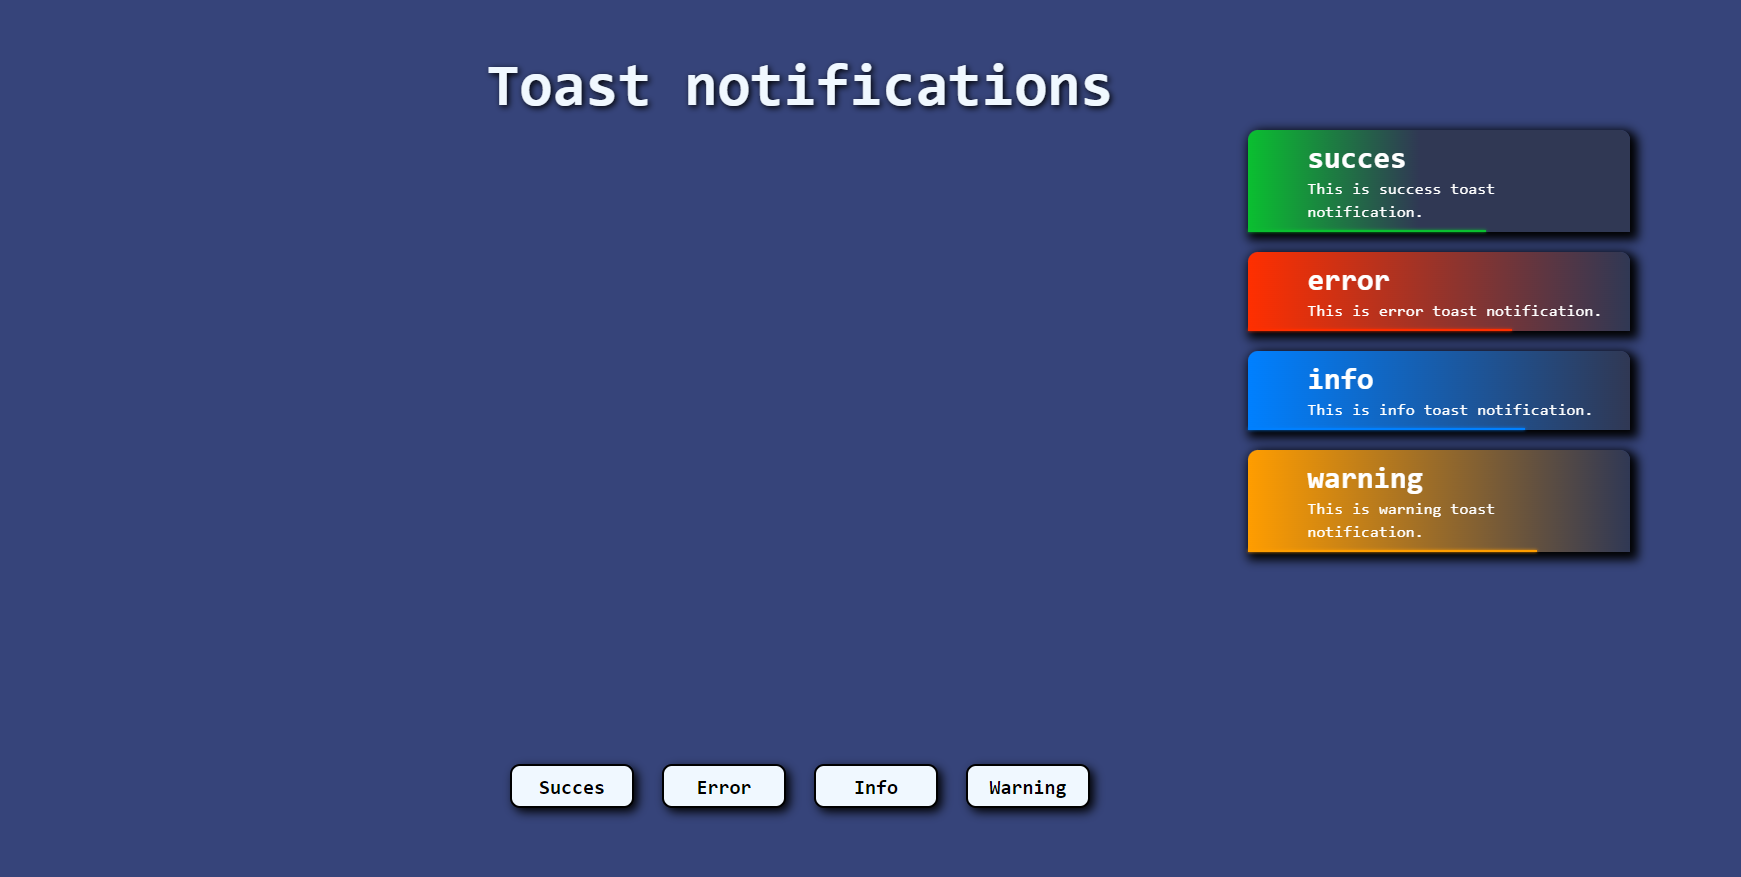 Toast notifications
succes
This is success toast
notification.
error
This is error toast notification.
info
This is info toast notification.
warning
This is warning toast
notification.
Succes
Error
Info
Warning